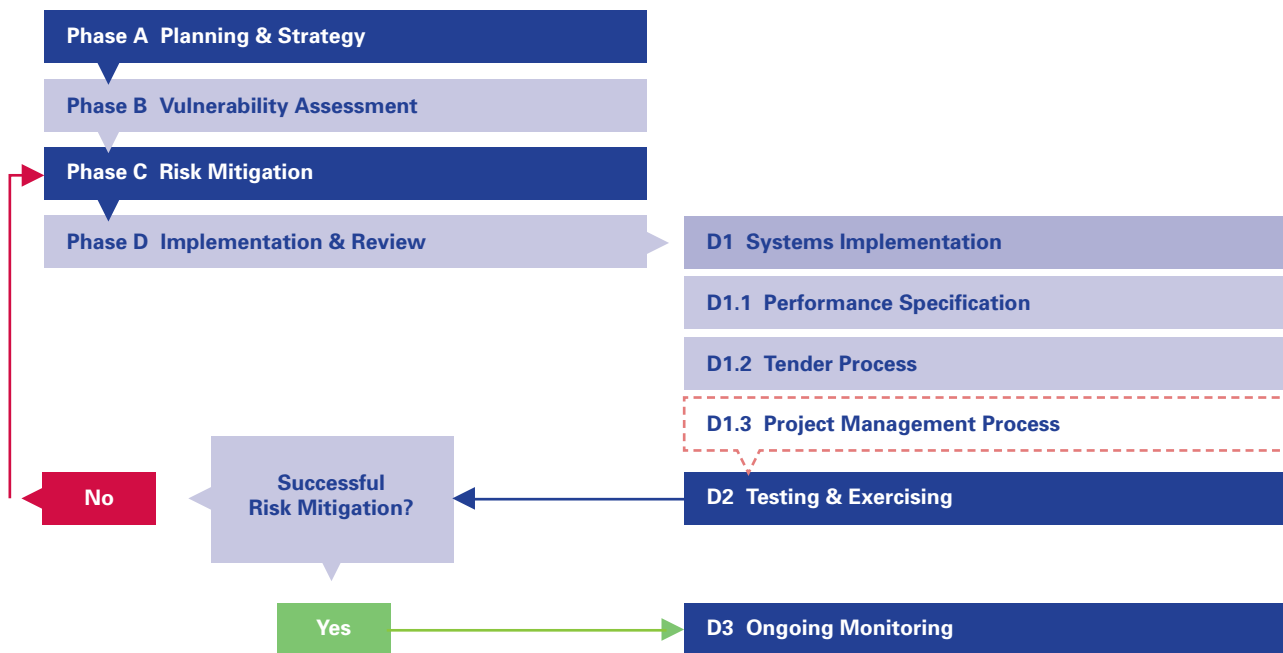 Phase A  Planning & Strategy
Phase B  Vulnerability Assessment
Phase C  Risk Mitigation
Phase D  Implementation & Review
D1  Systems Implementation
D1.1  Performance Specification
D1.2  Tender Process
D1.3  Project Management Process
D2  Testing & Exercising
Successful
Risk Mitigation?
No
Yes
D3  Ongoing Monitoring